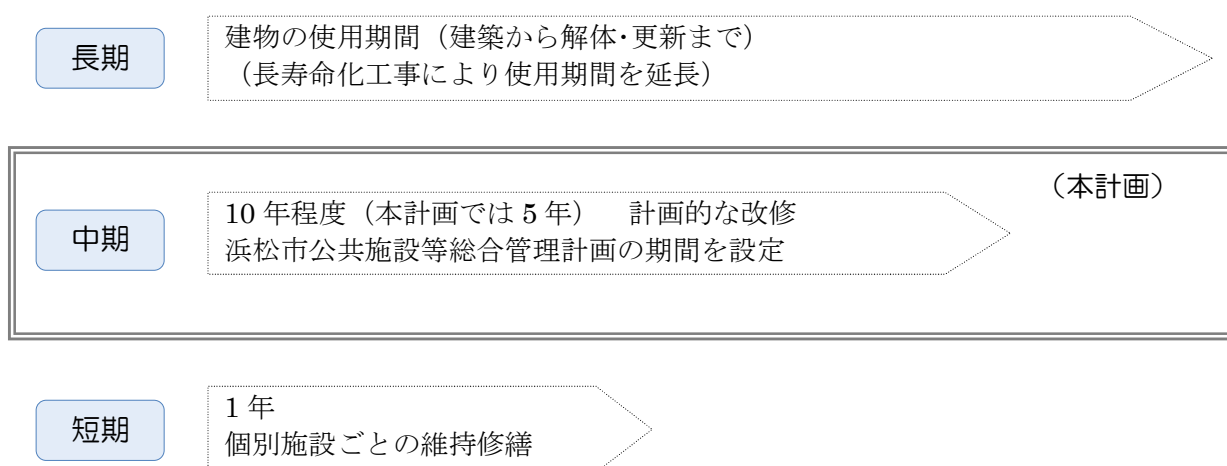 長期
建物の使用期間（建築から解体･更新まで）
（長寿命化工事により使用期間を延長）
（本計画）
中期
10 年程度（本計画では 5 年）　計画的な改修
浜松市公共施設等総合管理計画の期間を設定
短期
1 年
個別施設ごとの維持修繕